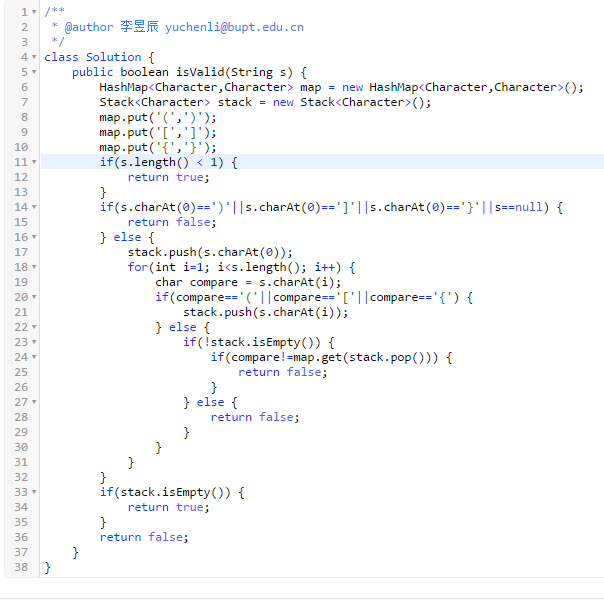 1 /**
2  * @author 李昱辰 yuchenli@bupt.edu.cn
3  */
4 class Solution {
5     public boolean isValid(String s) {
6         HashMap<Character,Character> map = new HashMap<Character,Character>();
7         Stack<Character> stack = new Stack<Character>();
8         map.put('(',')');
9         map.put('[',']');
10         map.put('{','}');
11         if(s.length() < 1) {
12             return true;
13         }
14         if(s.charAt(0)==')'||s.charAt(0)==']'||s.charAt(0)=='}'||s==null) {
15             return false;
16         } else {
17             stack.push(s.charAt(0));
18             for(int i=1; i<s.length(); i++) {
19                 char compare = s.charAt(i);
20                 if(compare=='('||compare=='['||compare=='{') {
21                     stack.push(s.charAt(i));
22                 } else {
23                     if(!stack.isEmpty()) {
24                         if(compare!=map.get(stack.pop())) {
25                             return false;
26                         }
27                     } else {
28                         return false;
29                     }
30                 }
31             }
32         }
33         if(stack.isEmpty()) {
34             return true;
35         }
36         return false;
37     }
38 }